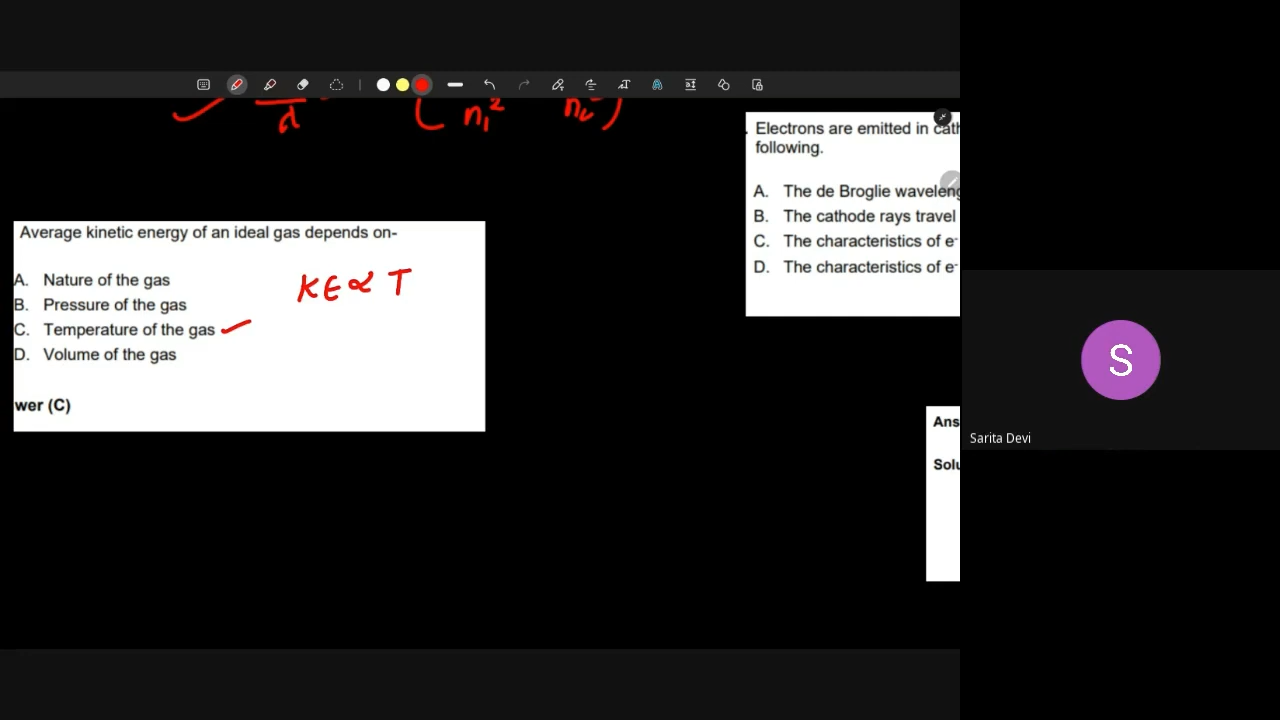 d
( n₁² n₂² )
Electrons are emitted in
following.
A. The de Broglie
B. The cathode rays travel
C. The characteristics of e⁻
D. The characteristics of e⁻
Average kinetic energy of an ideal gas depends on-
A. Nature of the gas
B. Pressure of the gas
C. Temperature of the gas
D. Volume of the gas
KE ∝ T
wer (C)
S
Sarita Devi
Ans
Solu